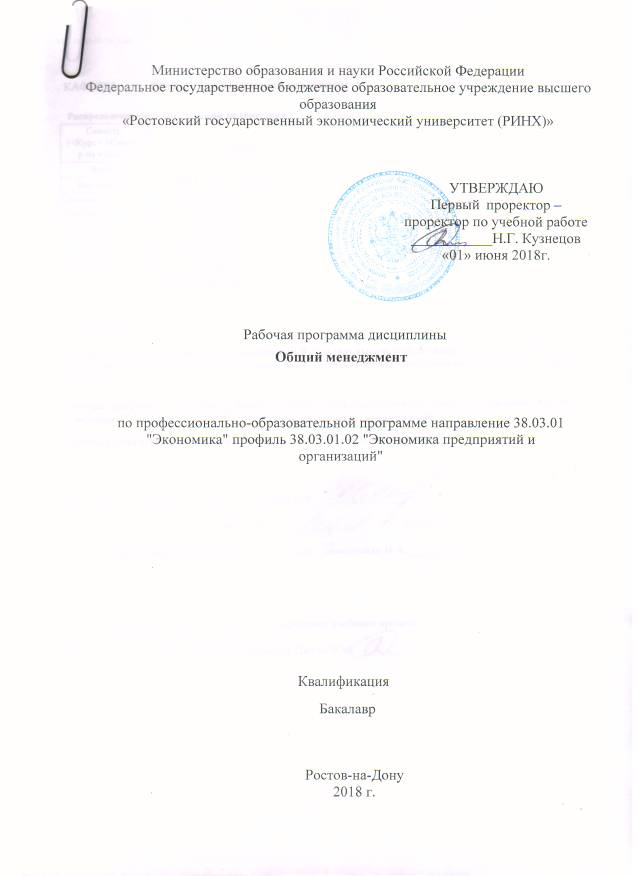 Министерство образования и науки Российской Федерации
Федеральное государственное бюджетное образовательное учреждение высшего
образования
«Ростовский государственный экономический университет (РИНХ)»
УТВЕРЖДАЮ
Первый проректор –
проректор по учебной работе
Н.Г. Кузнецов
«01» июня 2018г.
Рабочая программа дисциплины
Общий менеджмент
по профессионально-образовательной программе направление 38.03.01
"Экономика" профиль 38.03.01.02 "Экономика предприятий и
организаций"
Квалификация
Бакалавр
Ростов-на-Дону
2018 г.